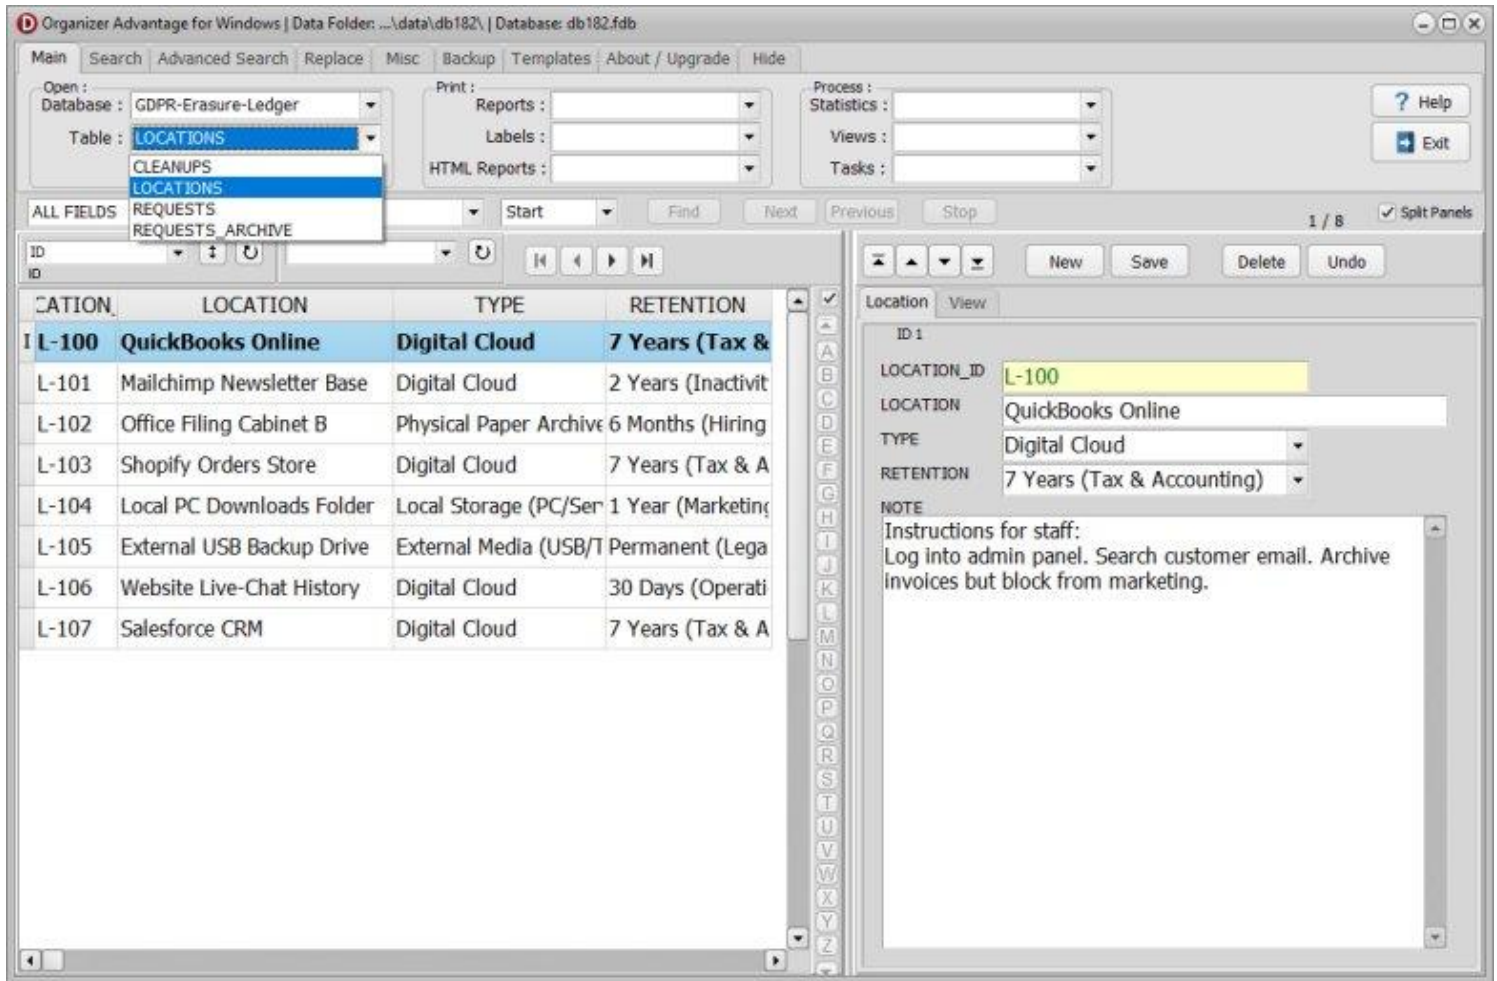 Organizer Advantage for Windows | Data Folder: ...\data\db182\ | Database: db182.fdb
Main Search Advanced Search Replace Misc Backup Templates About / Upgrade Hide
Open : Print : Process :
Database : GDPR-Erasure-Ledger Reports : Statistics : Help
Table : LOCATIONS Labels : Views : Exit
CLEANUPS HTML Reports : Tasks :
LOCATIONS
REQUESTS
REQUESTS_ARCHIVE
ALL FIELDS Start Find Next Previous Stop 1 / 8 Split Panels
ID
ID
New Save Delete Undo
CATION_ LOCATION TYPE RETENTION
L-100 QuickBooks Online Digital Cloud 7 Years (Tax &
L-101 Mailchimp Newsletter Base Digital Cloud 2 Years (Inactivit
L-102 Office Filing Cabinet B Physical Paper Archive 6 Months (Hiring
L-103 Shopify Orders Store Digital Cloud 7 Years (Tax & A
L-104 Local PC Downloads Folder Local Storage (PC/Ser 1 Year (Marketing
L-105 External USB Backup Drive External Media (USB/T Permanent (Lega
L-106 Website Live-Chat History Digital Cloud 30 Days (Operati
L-107 Salesforce CRM Digital Cloud 7 Years (Tax & A
A
B
C
D
E
F
G
H
I
J
K
L
M
N
O
P
Q
R
S
T
U
V
W
X
Y
Z
Location View
ID 1
LOCATION_ID L-100
LOCATION QuickBooks Online
TYPE Digital Cloud
RETENTION 7 Years (Tax & Accounting)
NOTE
Instructions for staff:
Log into admin panel. Search customer email. Archive
invoices but block from marketing.